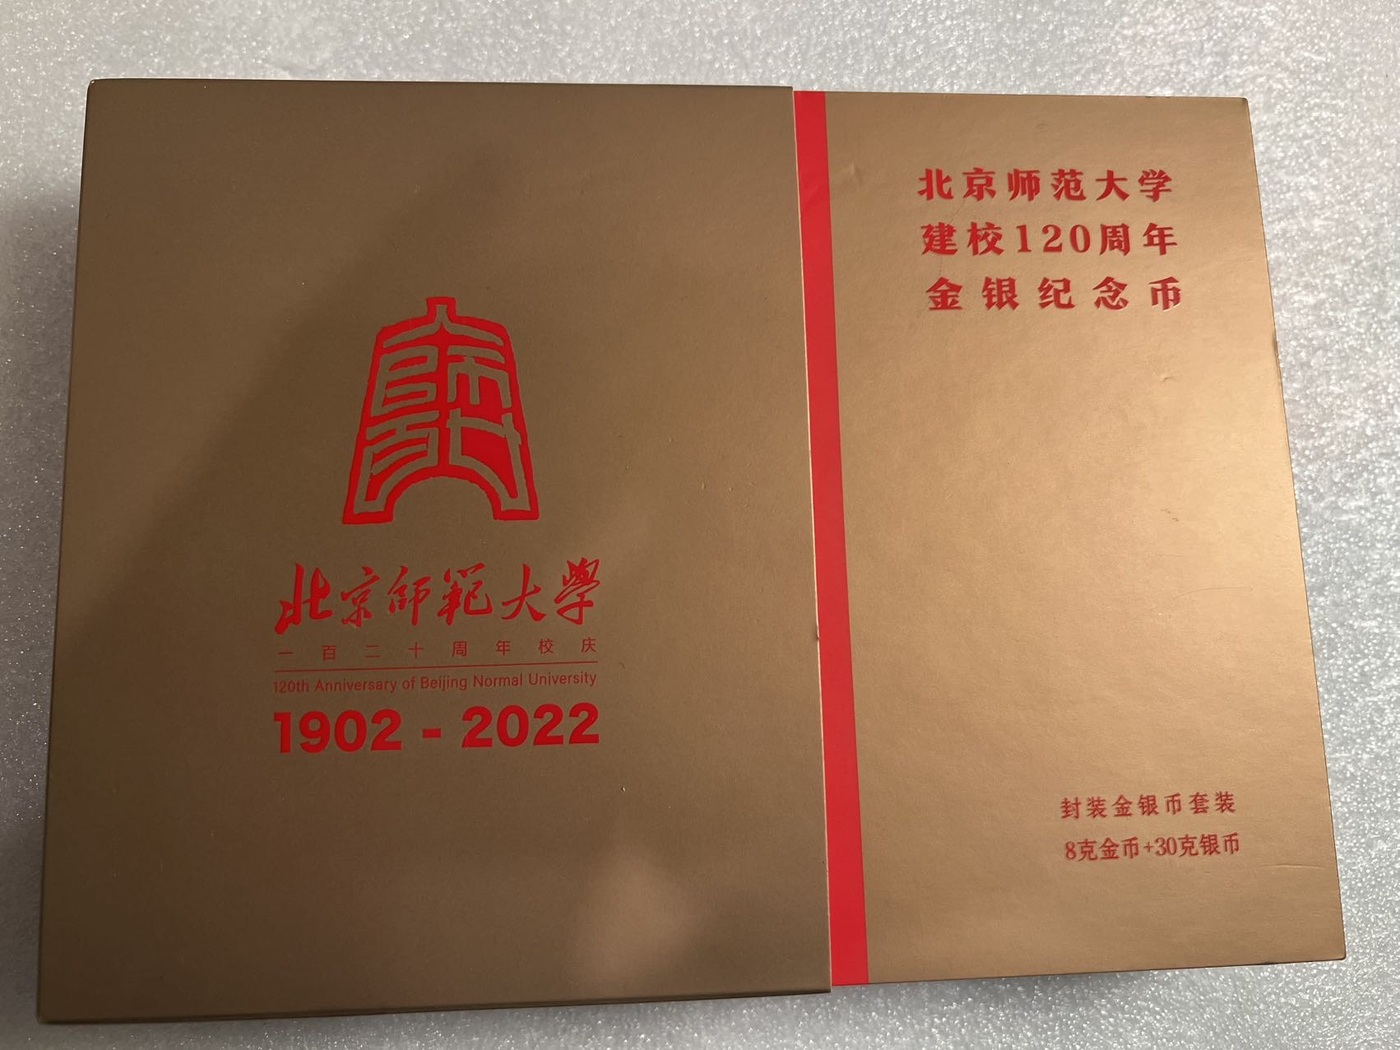 师大
北京師範大學
一百二十周年校庆
120th Anniversary of Beijing Normal University
1902 - 2022
北京师范大学
建校120周年
金银纪念币
封装金银币套装
8克金币+30克银币